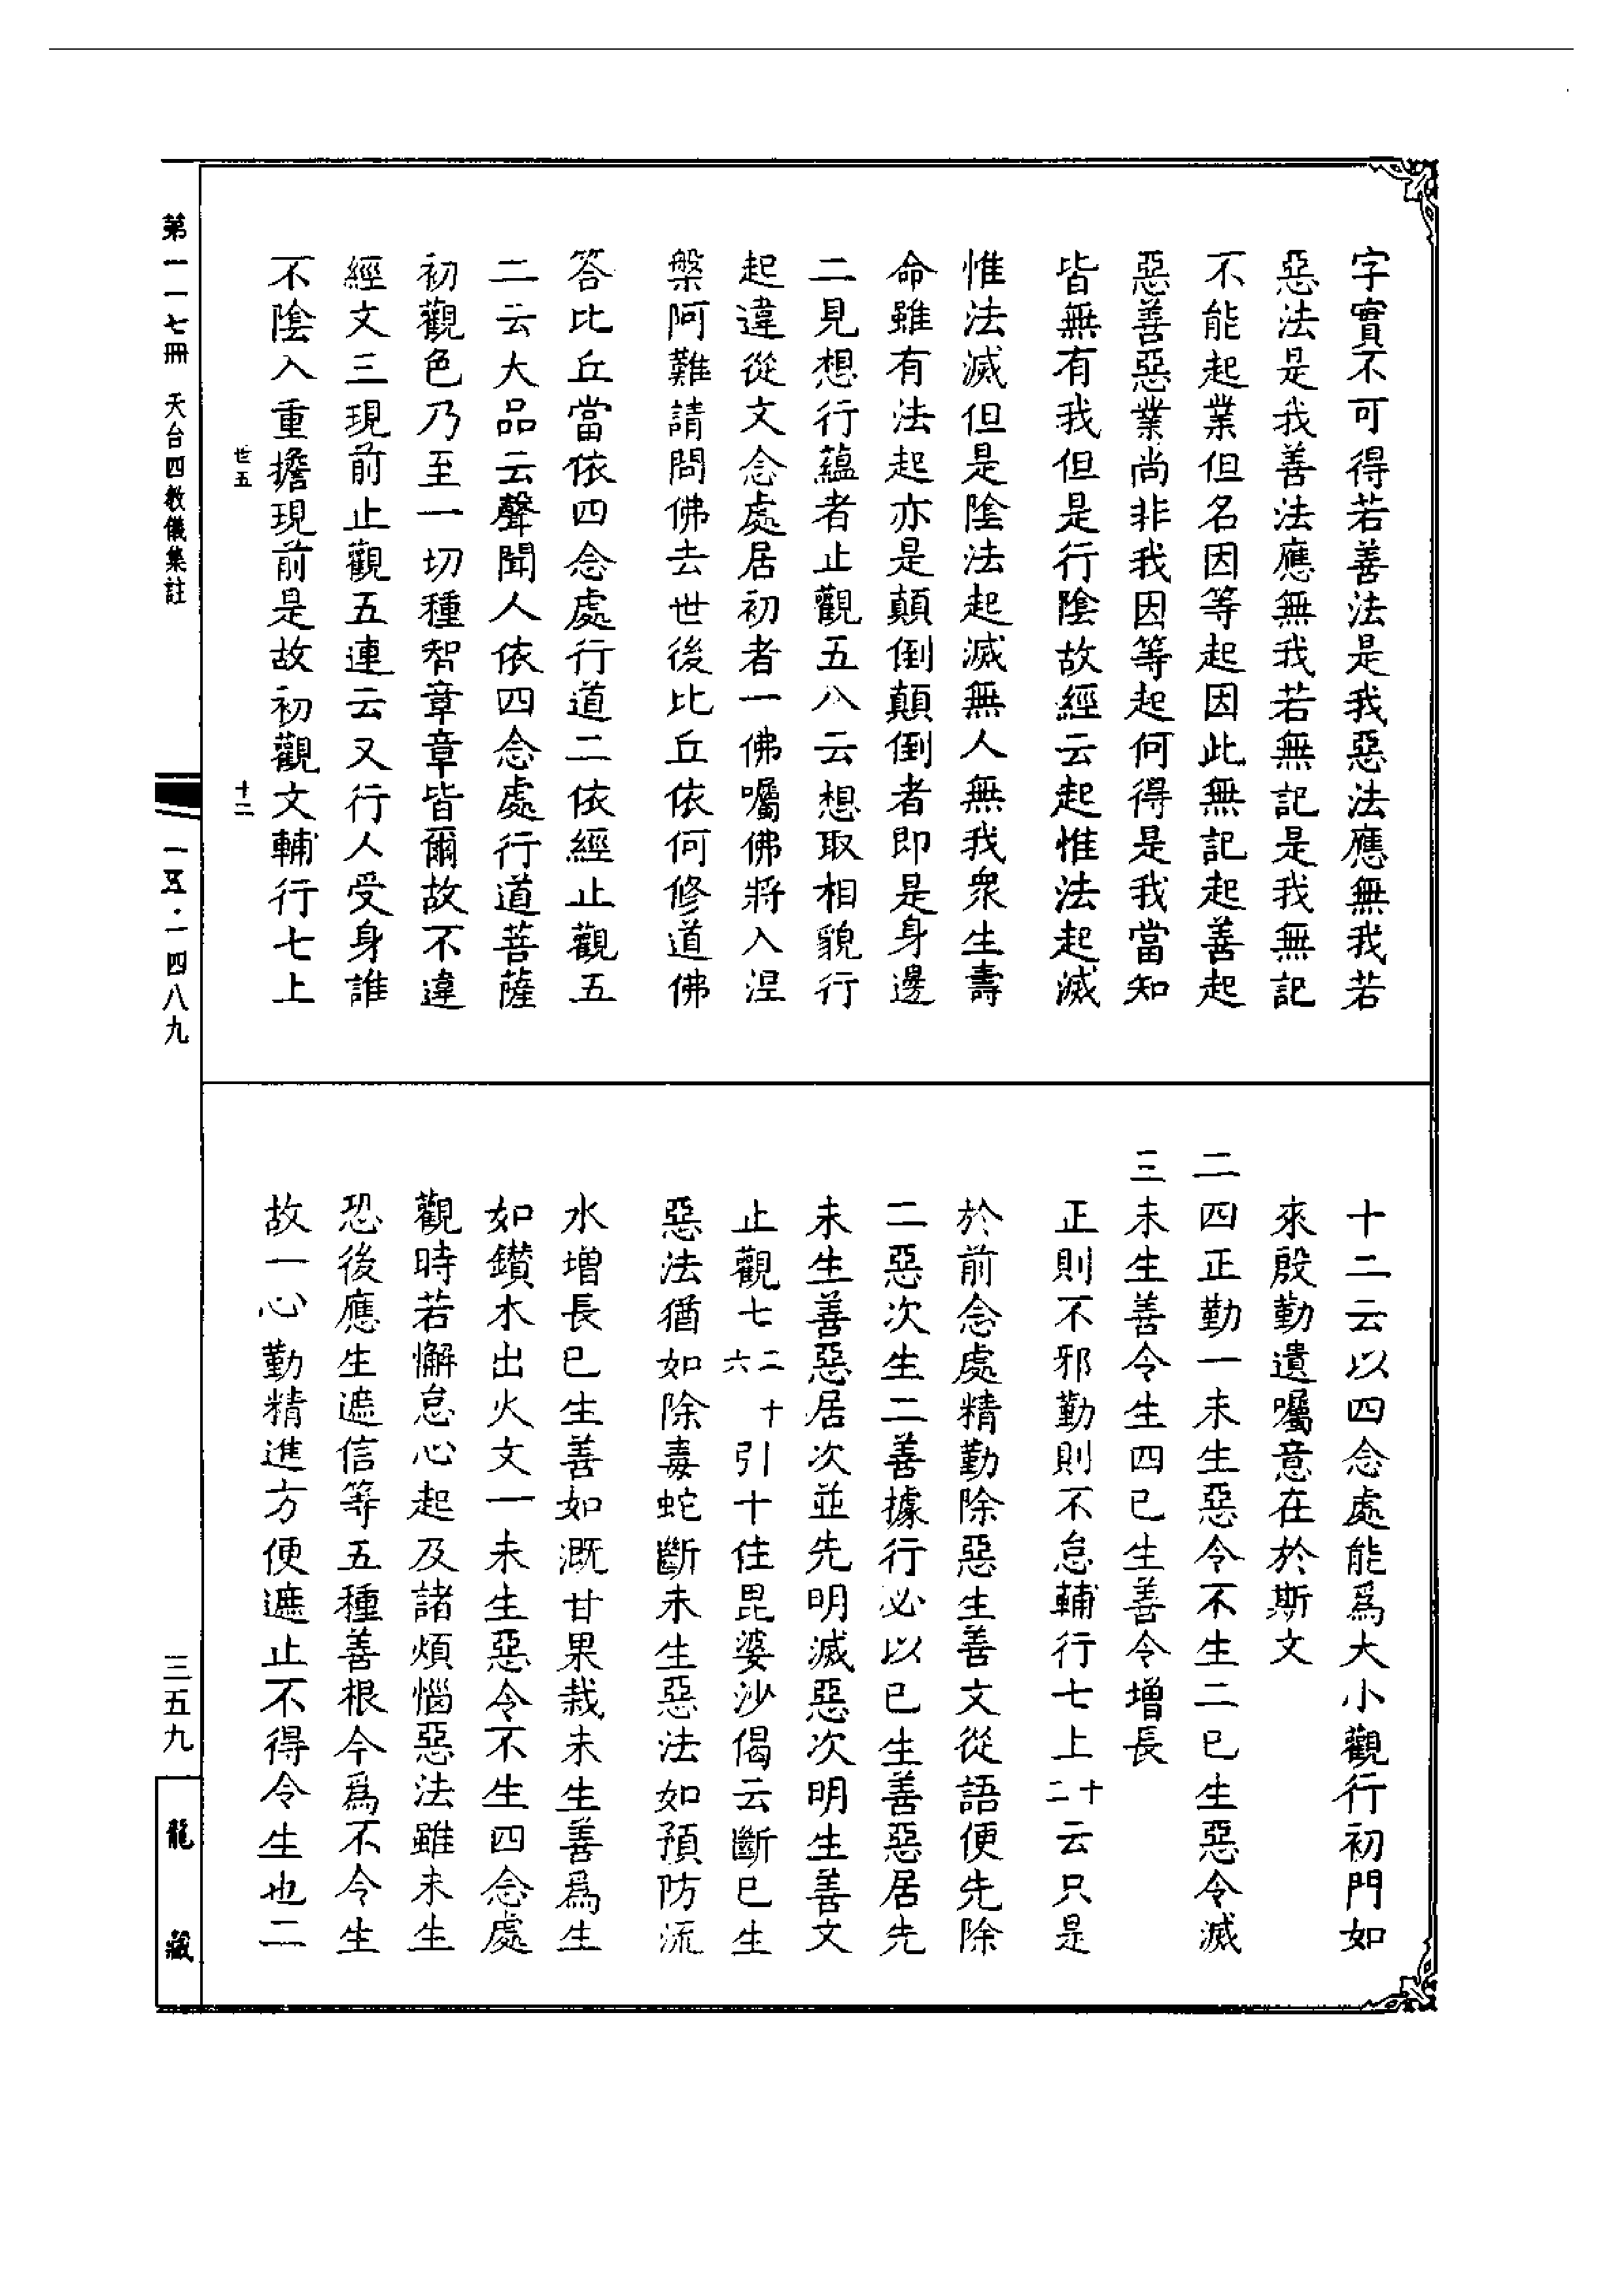 字實不可得若善法是我惡法應無我若
惡法是我善法應無我若無記是我無記
不能起業但名因等起因此無記起善起
惡善惡業尚非我因等起何得是我當知
皆無有我但是行陰故經云起惟法起滅
惟法滅但是陰法起滅無人無我衆生壽
命雖有法起亦是顛倒顛倒者即是身邊
二見想行蘊者止觀五八云想取相貌行
起違從文念處居初者一佛囑佛將入涅
槃阿難請問佛去世後比丘依何修道佛
答比丘當依四念處行道二依經止觀五
二云大品云聲聞人依四念處行道菩薩
初觀色乃至一切種智章章皆爾故不違
經文三現前止觀五連云又行人受身誰
不陰入重擔現前是故初觀文輔行七上
世五
十二
十二云以四念處能爲大小觀行初門如
來殷勤遺囑意在於斯文
二四正勤一未生惡令不生二已生惡令滅
三未生善令生四已生善令增長
正則不邪勤則不怠輔行七上十二云只是
於前念處精勤除惡生善文從語便先除
二惡次生二善據行必以已生善惡居先
未生善惡居次並先明滅惡次明生善文
止觀七二六十引十住毘婆沙偈云斷已生
惡法猶如除毒蛇斷未生惡法如預防流
水增長已生善如溉甘果栽未生善爲生
如鑚木出火文一未生惡令不生四念處
觀時若懈怠心起及諸煩惱惡法雖未生
恐後應生遮信等五種善根今爲不令生
故一心勤精進方便遮止不得令生也二
第一一七冊 天台四教儀集註
一五·一四八九
三五九
龍藏